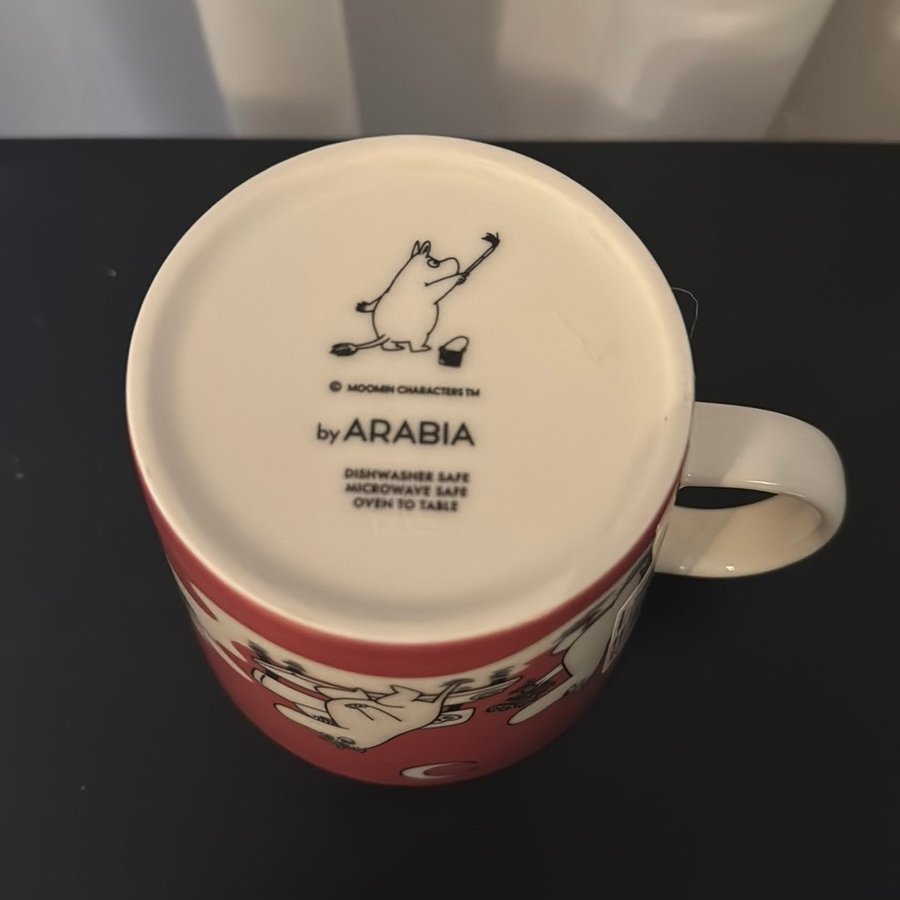 © MOOMIN CHARACTERS TM
by ARABIA
DISHWASHER SAFE
MICROWAVE SAFE
OVEN TO TABLE